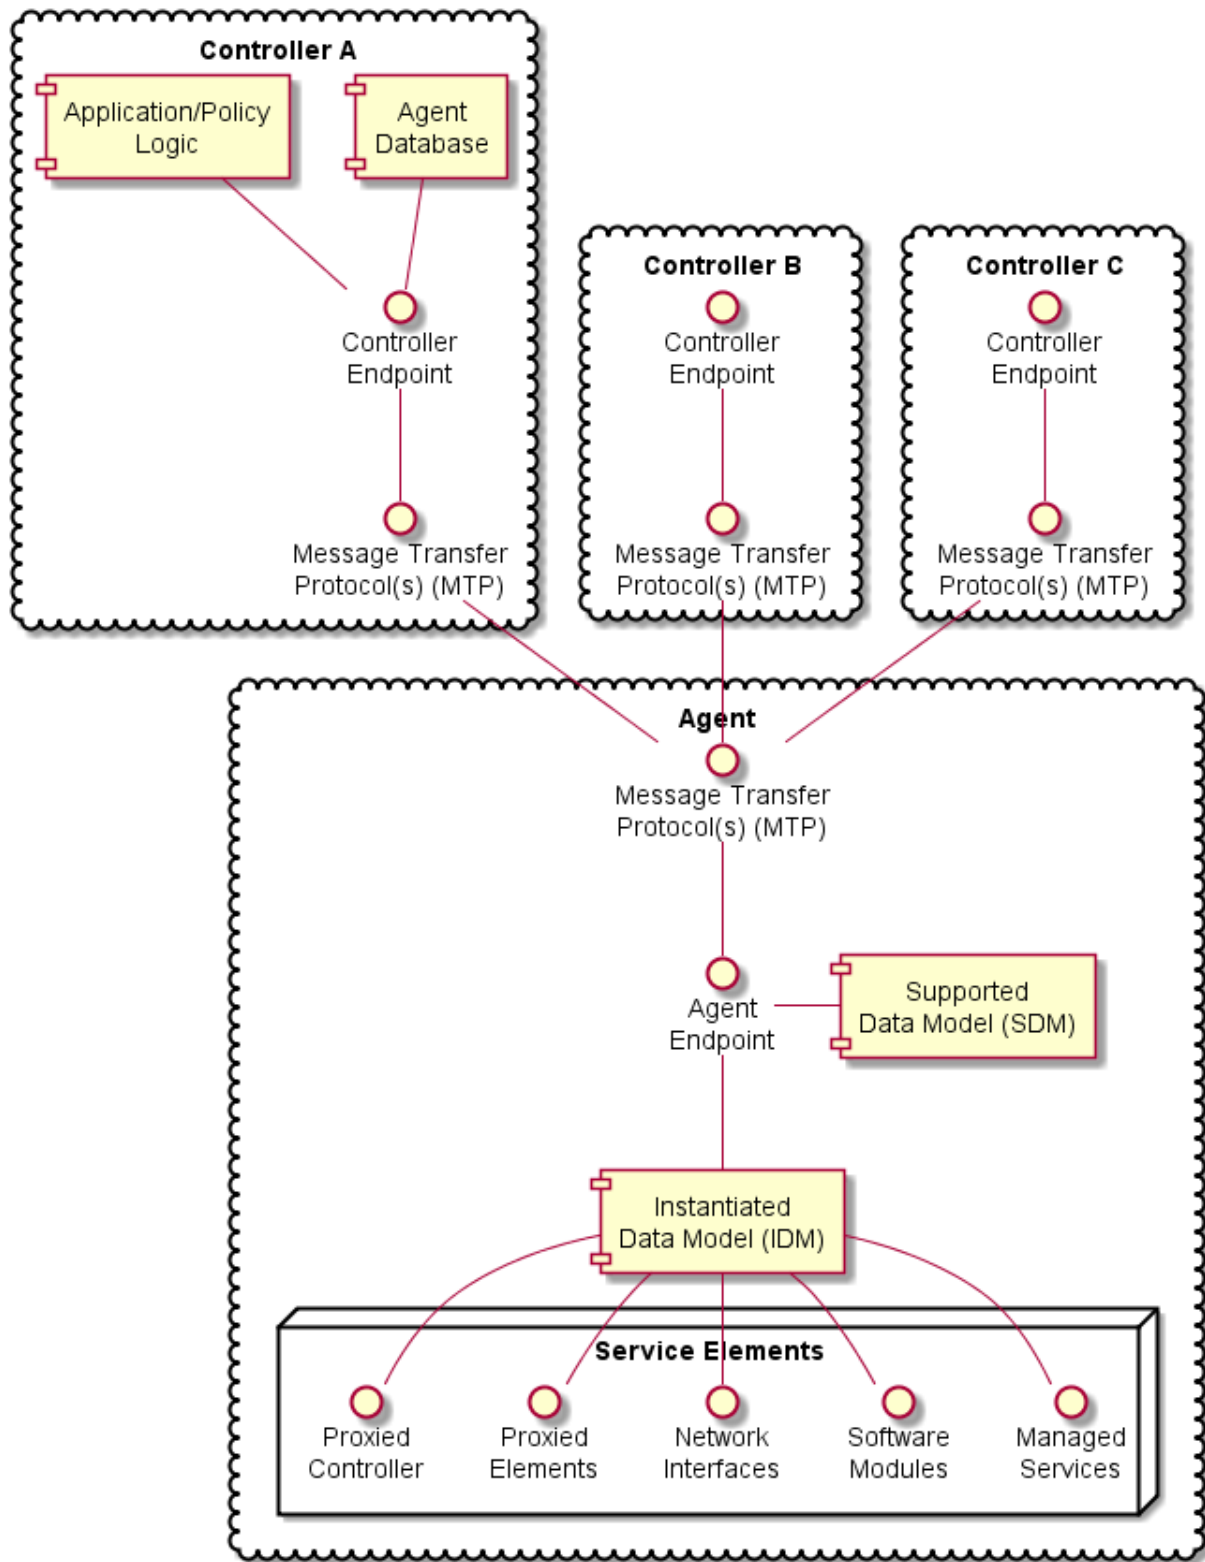 Controller A
Application/Policy
Logic
Agent
Database
Controller
Endpoint
Message Transfer
Protocol(s) (MTP)
Controller B
Controller
Endpoint
Message Transfer
Protocol(s) (MTP)
Controller C
Controller
Endpoint
Message Transfer
Protocol(s) (MTP)
Agent
Message Transfer
Protocol(s) (MTP)
Agent
Endpoint
Supported
Data Model (SDM)
Instantiated
Data Model (IDM)
Service Elements
Proxied
Controller
Proxied
Elements
Network
Interfaces
Software
Modules
Managed
Services